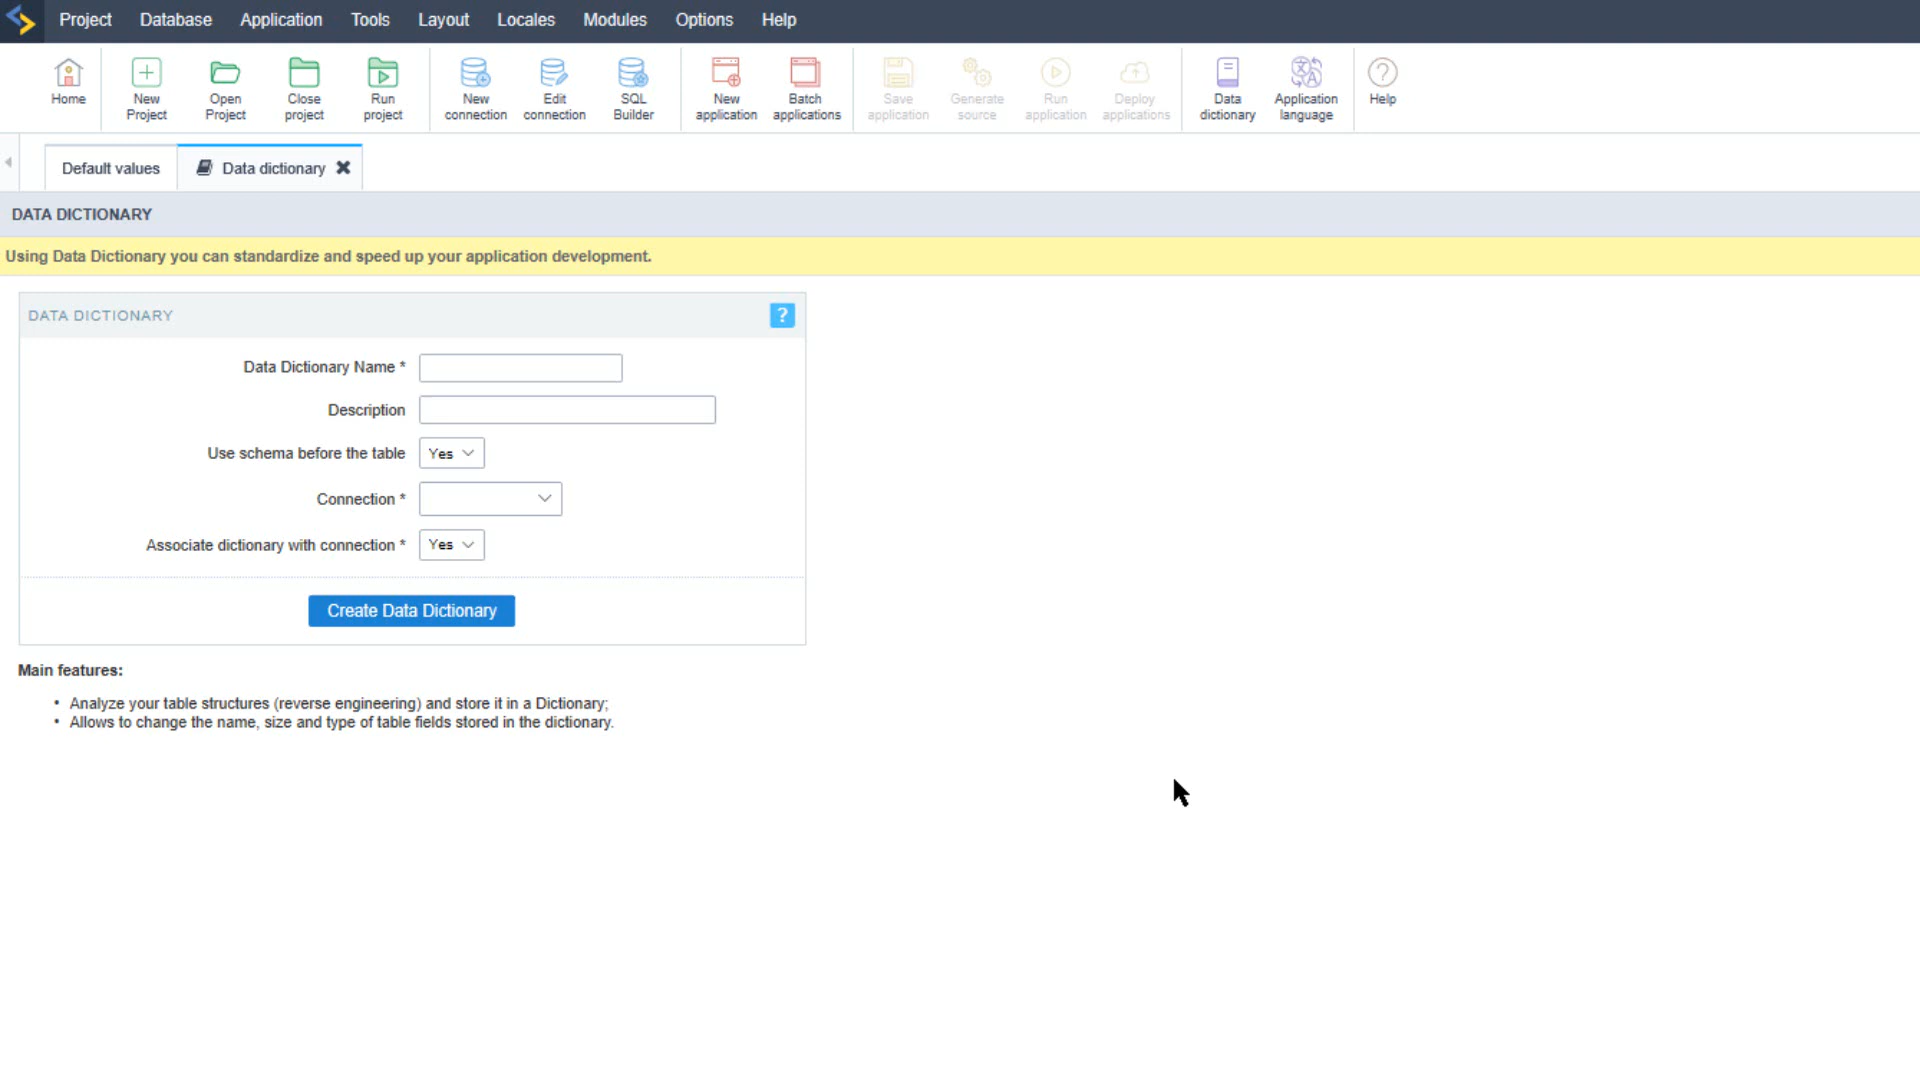 Project Database Application Tools Layout Locales Modules Options Help
Home
New Project
Open Project
Close project
Run project
New connection
Edit connection
SQL Builder
New application
Batch applications
Save application
Generate source
Run application
Deploy applications
Data dictionary
Application language
Help
Default values
Data dictionary
DATA DICTIONARY
Using Data Dictionary you can standardize and speed up your application development.
DATA DICTIONARY ?
Data Dictionary Name *
Description
Use schema before the table Yes
Connection *
Associate dictionary with connection * Yes
Create Data Dictionary
Main features:
• Analyze your table structures (reverse engineering) and store it in a Dictionary;
• Allows to change the name, size and type of table fields stored in the dictionary.